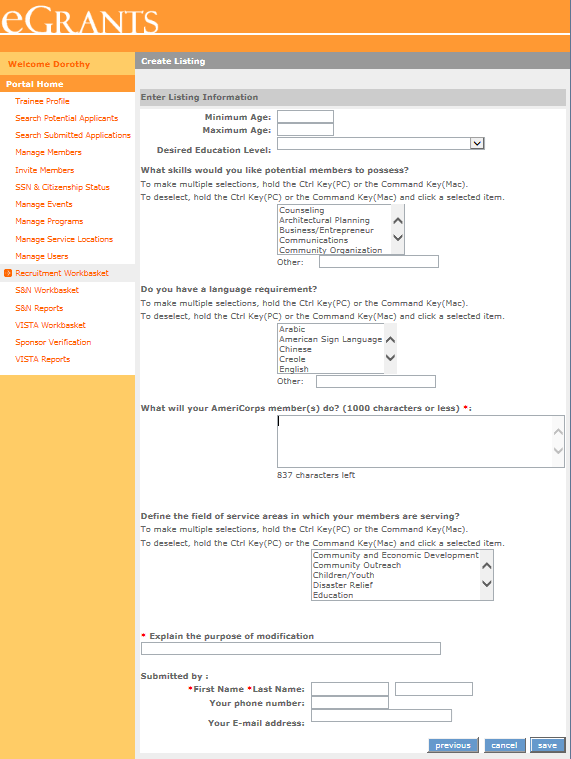 eGRANTS
Welcome Dorothy
Portal Home
Trainee Profile
Search Potential Applicants
Search Submitted Applications
Manage Members
Invite Members
SSN & Citizenship Status
Manage Events
Manage Programs
Manage Service Locations
Manage Users
Recruitment Workbasket
S&N Workbasket
S&N Reports
VISTA Workbasket
Sponsor Verification
VISTA Reports
Create Listing
Enter Listing Information
Minimum Age:
Maximum Age:
Desired Education Level:
What skills would you like potential members to possess?
To make multiple selections, hold the Ctrl Key(PC) or the Command Key(Mac).
To deselect, hold the Ctrl Key(PC) or the Command Key(Mac) and click a selected item.
Counseling
Architectural Planning
Business/Entrepreneur
Communications
Community Organization
Other:
Do you have a language requirement?
To make multiple selections, hold the Ctrl Key(PC) or the Command Key(Mac).
To deselect, hold the Ctrl Key(PC) or the Command Key(Mac) and click a selected item.
Arabic
American Sign Language
Chinese
Creole
English
Other:
What will your AmeriCorps member(s) do? (1000 characters or less) *:
837 characters left
Define the field of service areas in which your members are serving?
To make multiple selections, hold the Ctrl Key(PC) or the Command Key(Mac).
To deselect, hold the Ctrl Key(PC) or the Command Key(Mac) and click a selected item.
Community and Economic Development
Community Outreach
Children/Youth
Disaster Relief
Education
* Explain the purpose of modification
Submitted by :
*First Name *Last Name:
Your phone number:
Your E-mail address:
previous cancel save